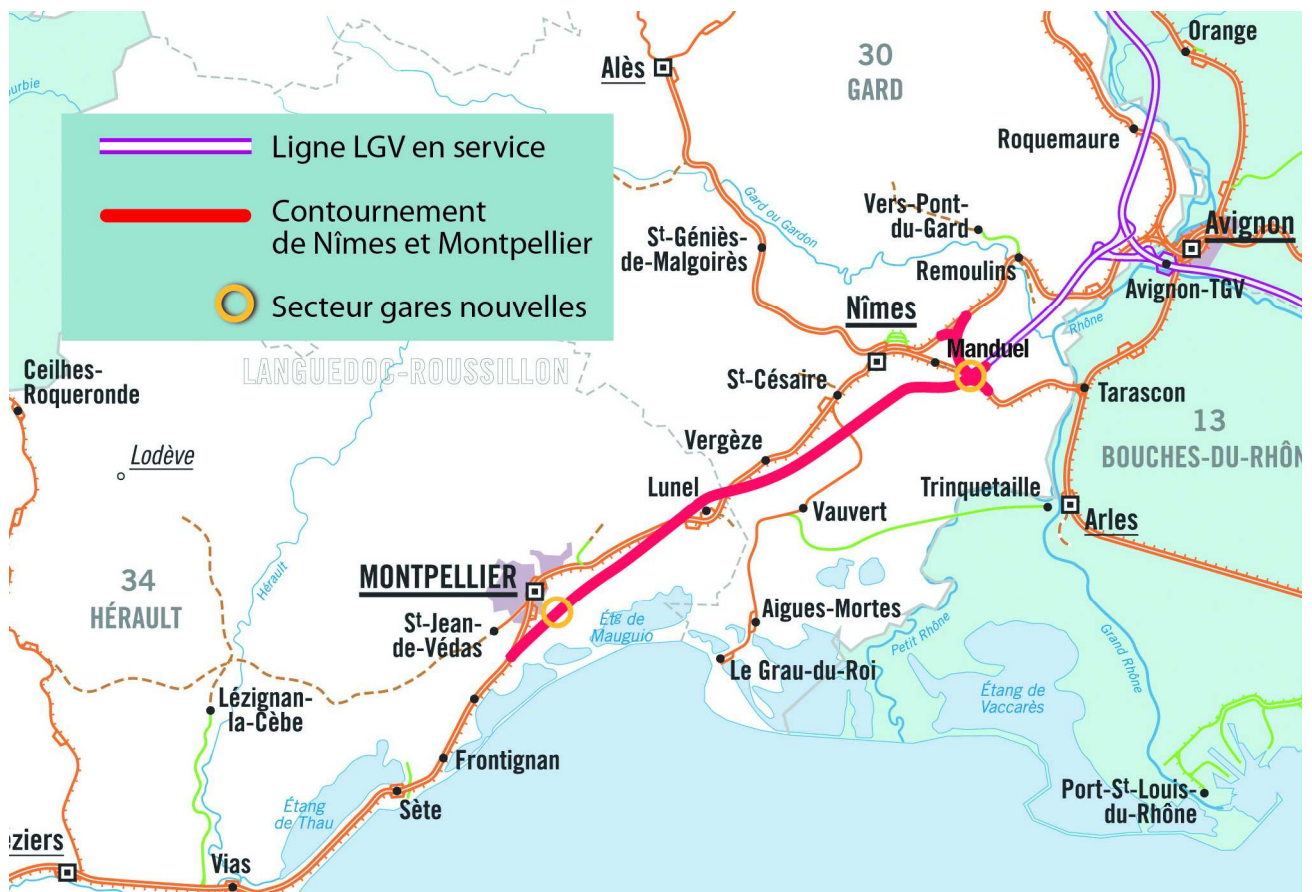 Orange
Alès
30
GARD
ourbie
Ligne LGV en service
Roquemaure
Contournement
de Nîmes et Montpellier
Gard ou Gardon
Vers-Pont-
du-Gard
St-Géniès-
de-Malgoirès
Avignon
Remoulins
Avignon-TGV
Secteur gares nouvelles
Nîmes
Rhône
Manduel
LANGUEDOC-ROUSSILLON
Ceilhes-
Roqueronde
St-Césaire
Tarascon
13
BOUCHES-DU-RHÔN
Vergèze
Lodève
Lunel
Vauvert
Trinquetaille
Arles
34
HÉRAULT
Hérault
MONTPELLIER
Étg de
Mauguio
Aigues-Mortes
St-Jean-
de-Védas
Petit Rhône
Grand Rhône
Le Grau-du-Roi
Étang de
Vaccarès
Lézignan-
la-Cèbe
Frontignan
Étang
de Thau
Sète
Port-St-Louis-
du-Rhône
eziers
Vias